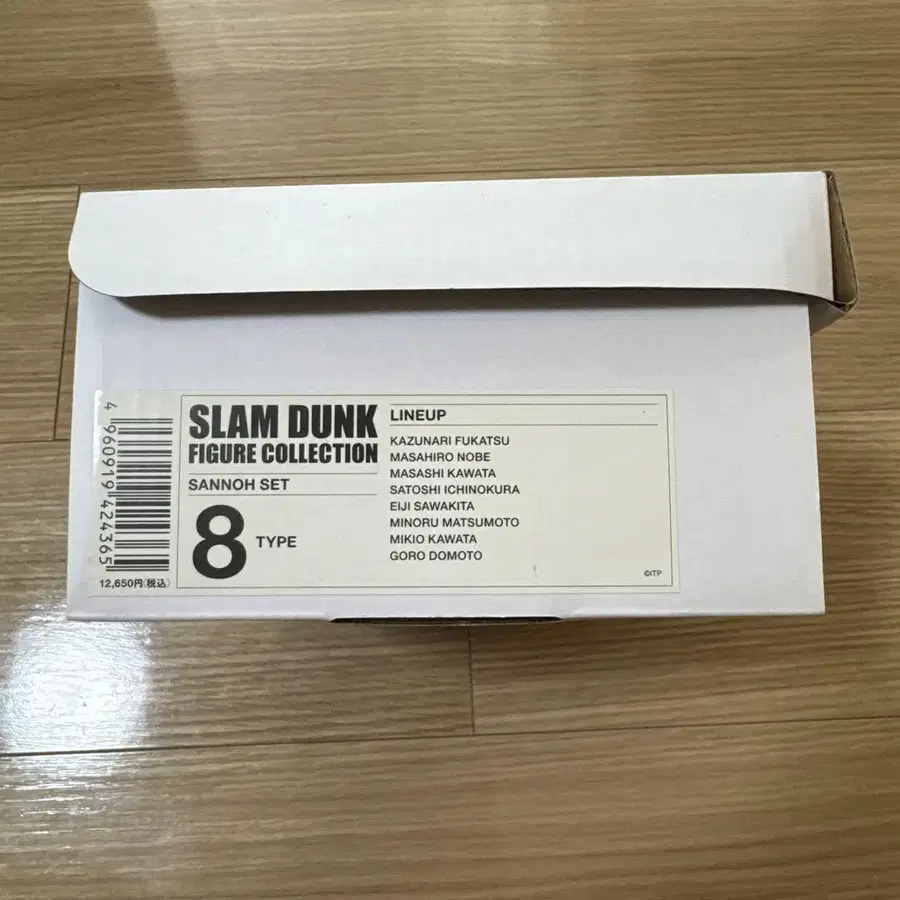 SLAM DUNK
FIGURE COLLECTION
SANNOH SET
8 TYPE
LINEUP
KAZUNARI FUKATSU
MASAHIRO NOBE
MASASHI KAWATA
SATOSHI ICHINOKURA
EIJI SAWAKITA
MINORU MATSUMOTO
MIKIO KAWATA
GORO DOMOTO
©ITP
4 960919 424365
12,650円(税込)